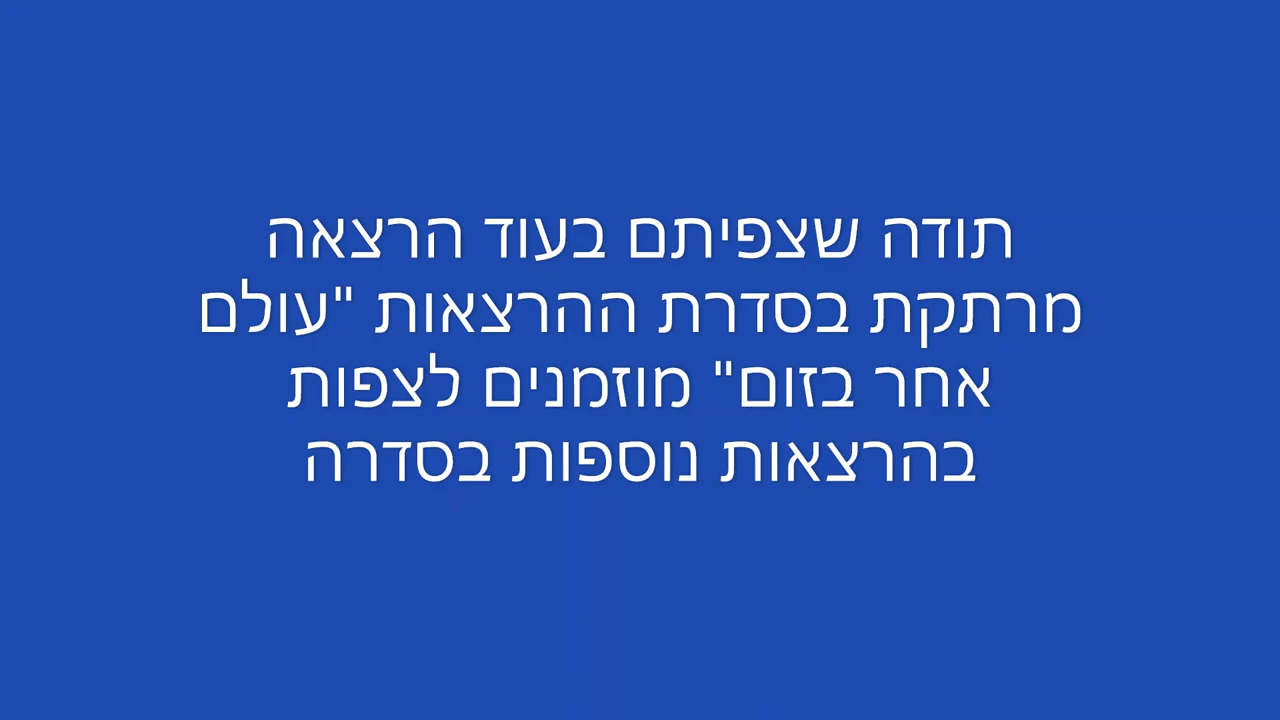 תודה שצפיתם בעוד הרצאה
מרתקת בסדרת ההרצאות "עולם
אחר בזום" מוזמנים לצפות
בהרצאות נוספות בסדרה